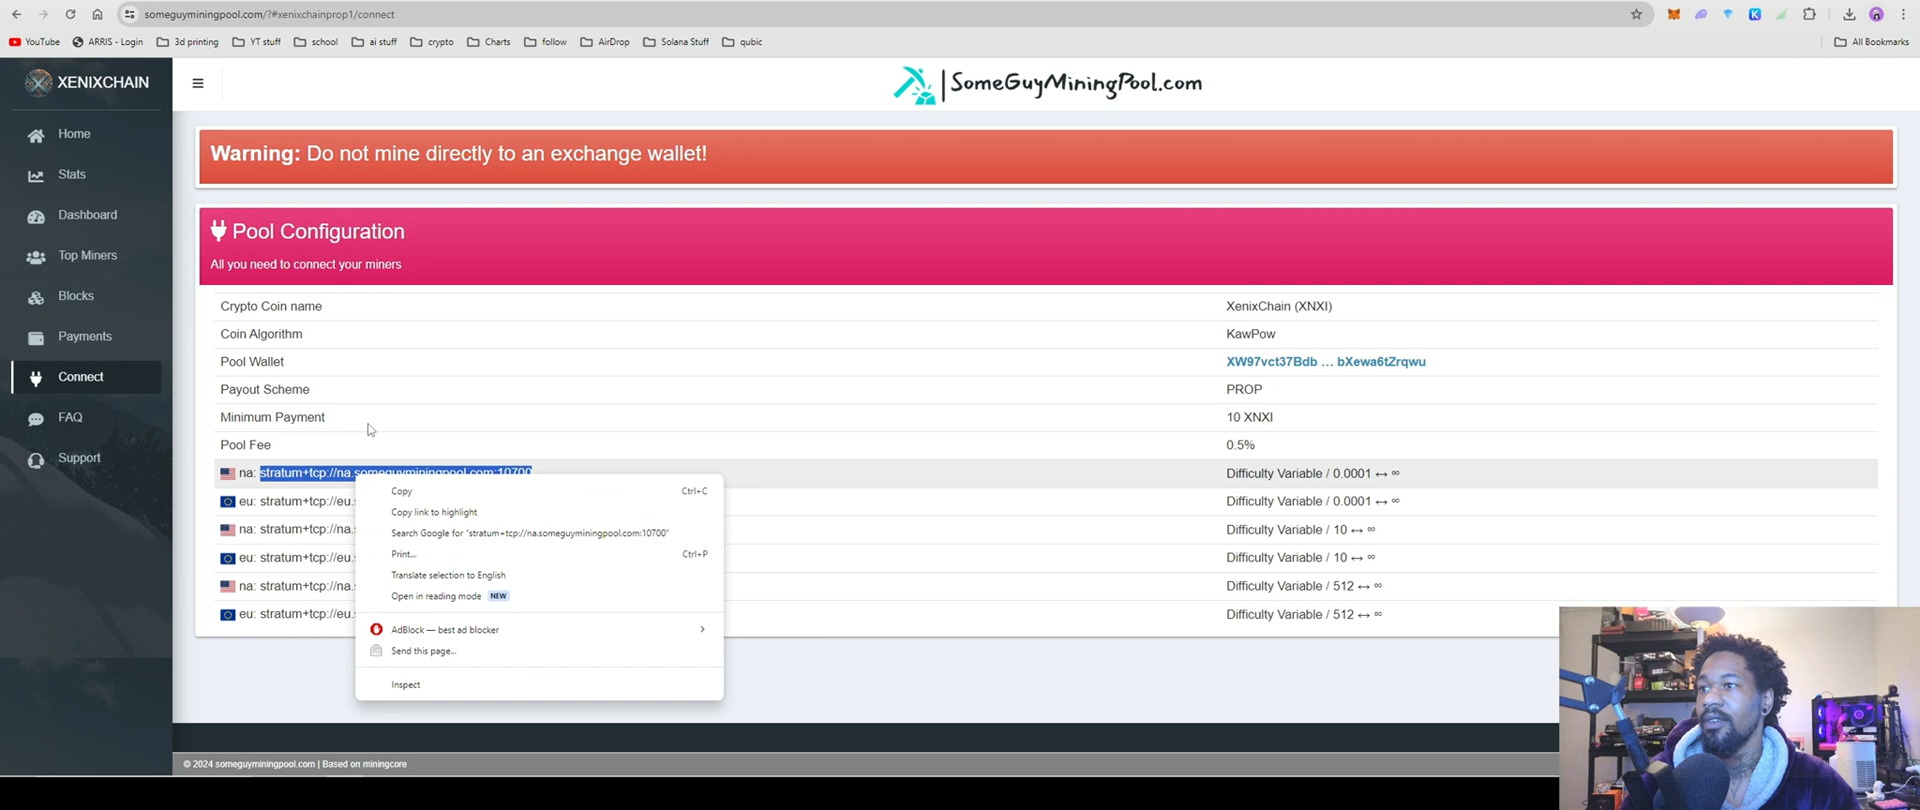 someguyminingpool.com/?#xenixchainprop1/connect
YouTube
ARRIS - Login
3d printing
YT stuff
school
ai stuff
crypto
Charts
follow
AirDrop
Solana Stuff
qubic
All Bookmarks
XENIXCHAIN
|SomeGuyMiningPool.com
Home
Stats
Dashboard
Top Miners
Blocks
Payments
Connect
FAQ
Support
Warning: Do not mine directly to an exchange wallet!
Pool Configuration
All you need to connect your miners
Crypto Coin name XenixChain (XNXI)
Coin Algorithm KawPow
Pool Wallet XW97vct37Bdb ... bXewa6tZrqwu
Payout Scheme PROP
Minimum Payment 10 XNXI
Pool Fee 0.5%
na: stratum+tcp://na.someguyminingpool.com:10700 Difficulty Variable / 0.0001 ↔ ∞
eu: stratum+tcp://eu. Difficulty Variable / 0.0001 ↔ ∞
na: stratum+tcp://na. Difficulty Variable / 10 ↔ ∞
eu: stratum+tcp://eu. Difficulty Variable / 10 ↔ ∞
na: stratum+tcp://na. Difficulty Variable / 512 ↔ ∞
eu: stratum+tcp://eu. Difficulty Variable / 512 ↔ ∞
Copy Ctrl+C
Copy link to highlight
Search Google for "stratum+tcp://na.someguyminingpool.com:10700"
Print... Ctrl+P
Translate selection to English
Open in reading mode NEW
AdBlock — best ad blocker
Send this page...
Inspect
© 2024 someguyminingpool.com | Based on miningcore